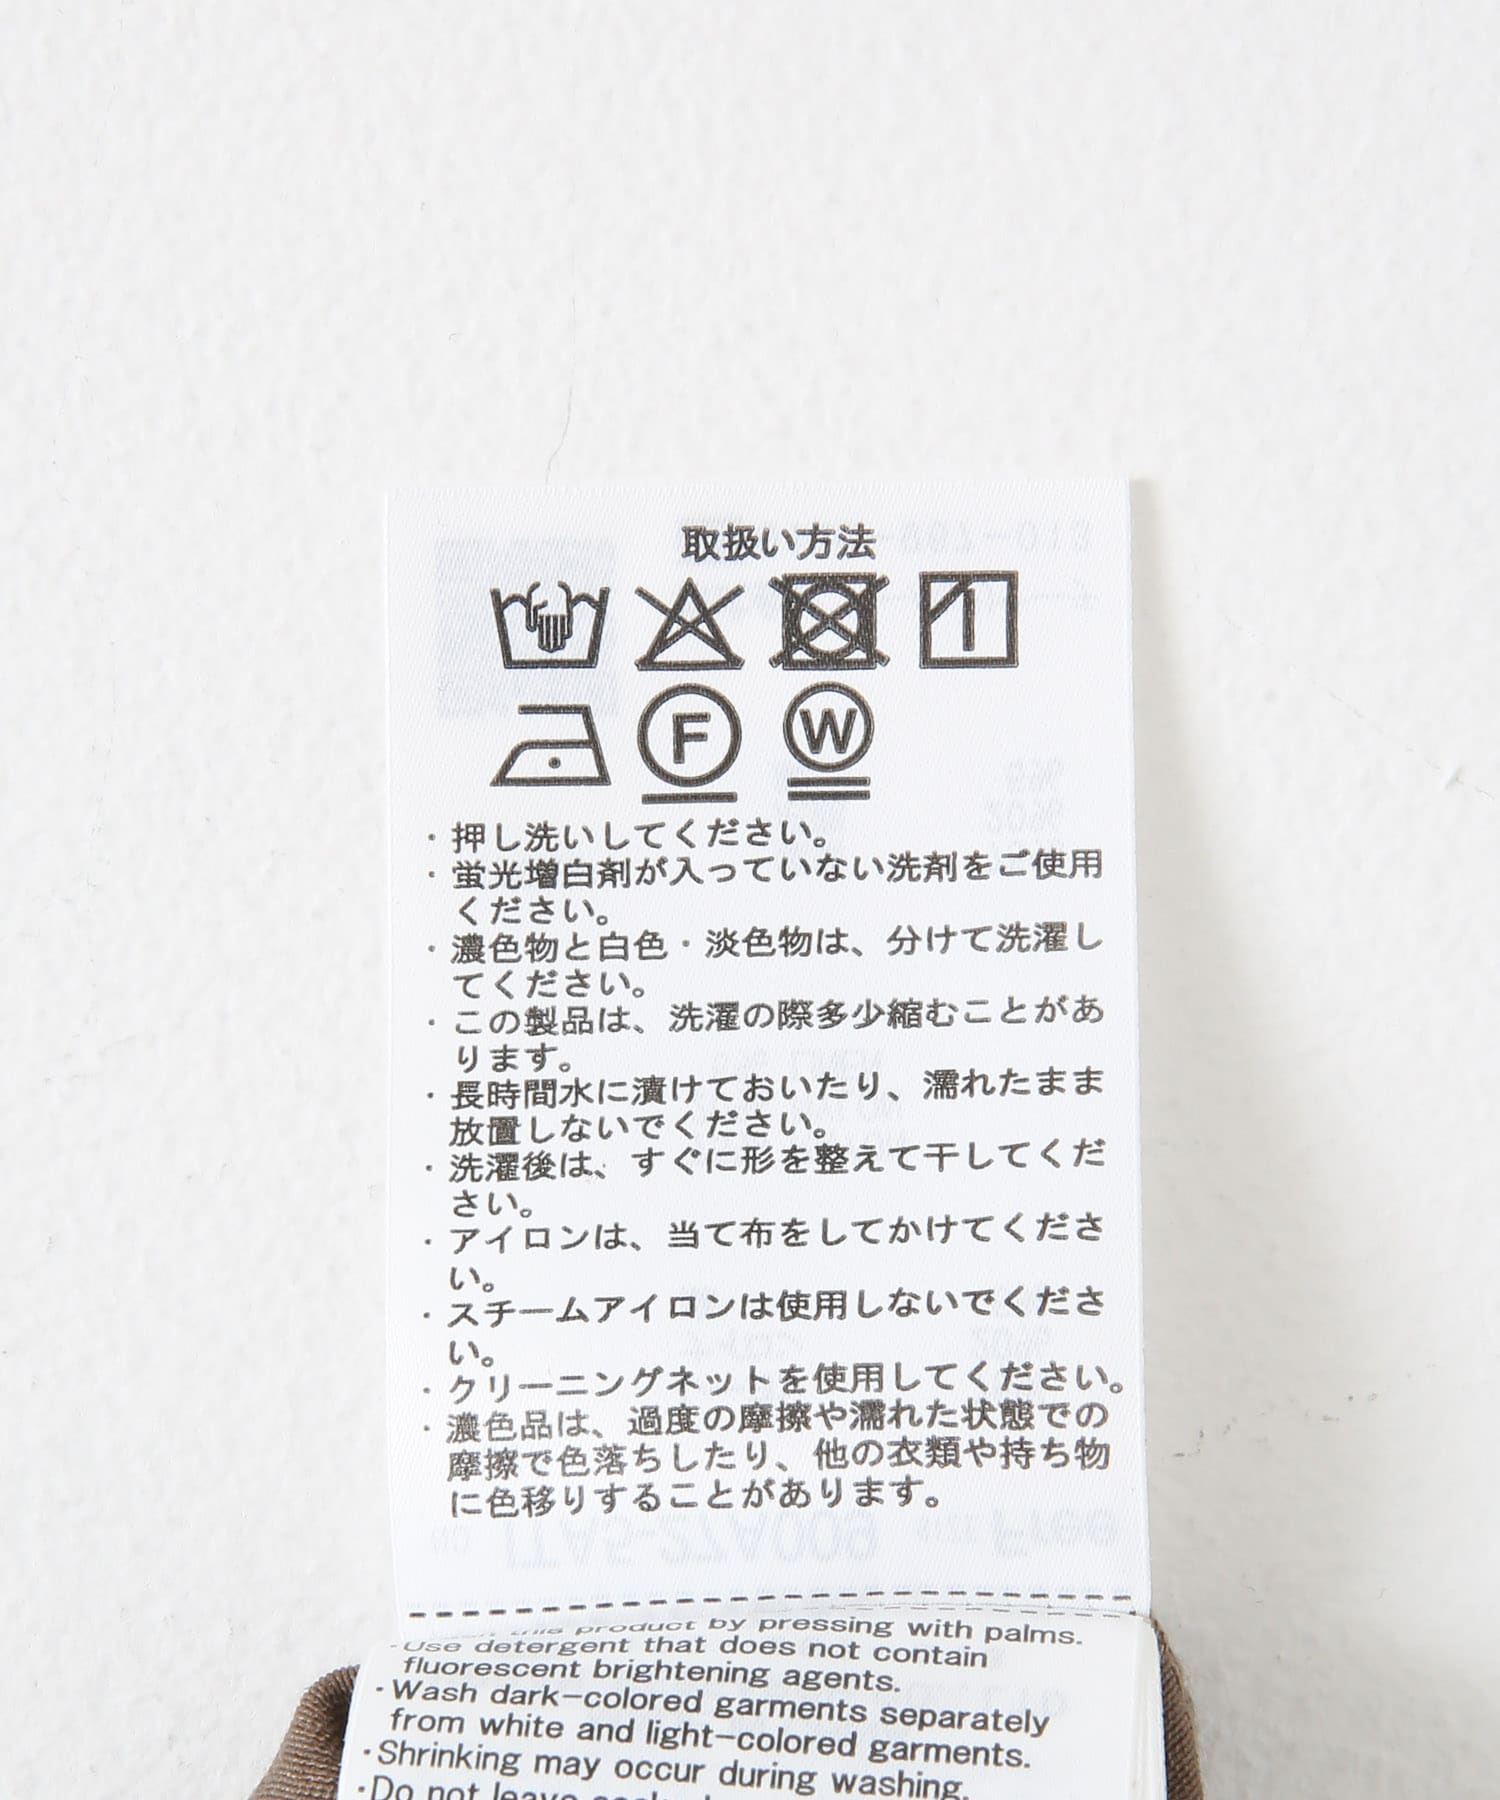 取扱い方法
F W
・押し洗いしてください。
・蛍光増白剤が入っていない洗剤をご使用
ください。
・濃色物と白色・淡色物は、分けて洗濯し
てください。
・この製品は、洗濯の際多少縮むことがあ
ります。
・長時間水に漬けておいたり、濡れたまま
放置しないでください。
・洗濯後は、すぐに形を整えて干してくだ
さい。
・アイロンは、当て布をしてかけてくださ
い。
・スチームアイロンは使用しないでくださ
い。
・クリーニングネットを使用してください。
・濃色品は、過度の摩擦や濡れた状態での
摩擦で色落ちしたり、他の衣類や持ち物
に色移りすることがあります。
this product by pressing with palms.
・Use detergent that does not contain
fluorescent brightening agents.
・Wash dark-colored garments separately
from white and light-colored garments.
・Shrinking may occur during washing.
・Do not leave